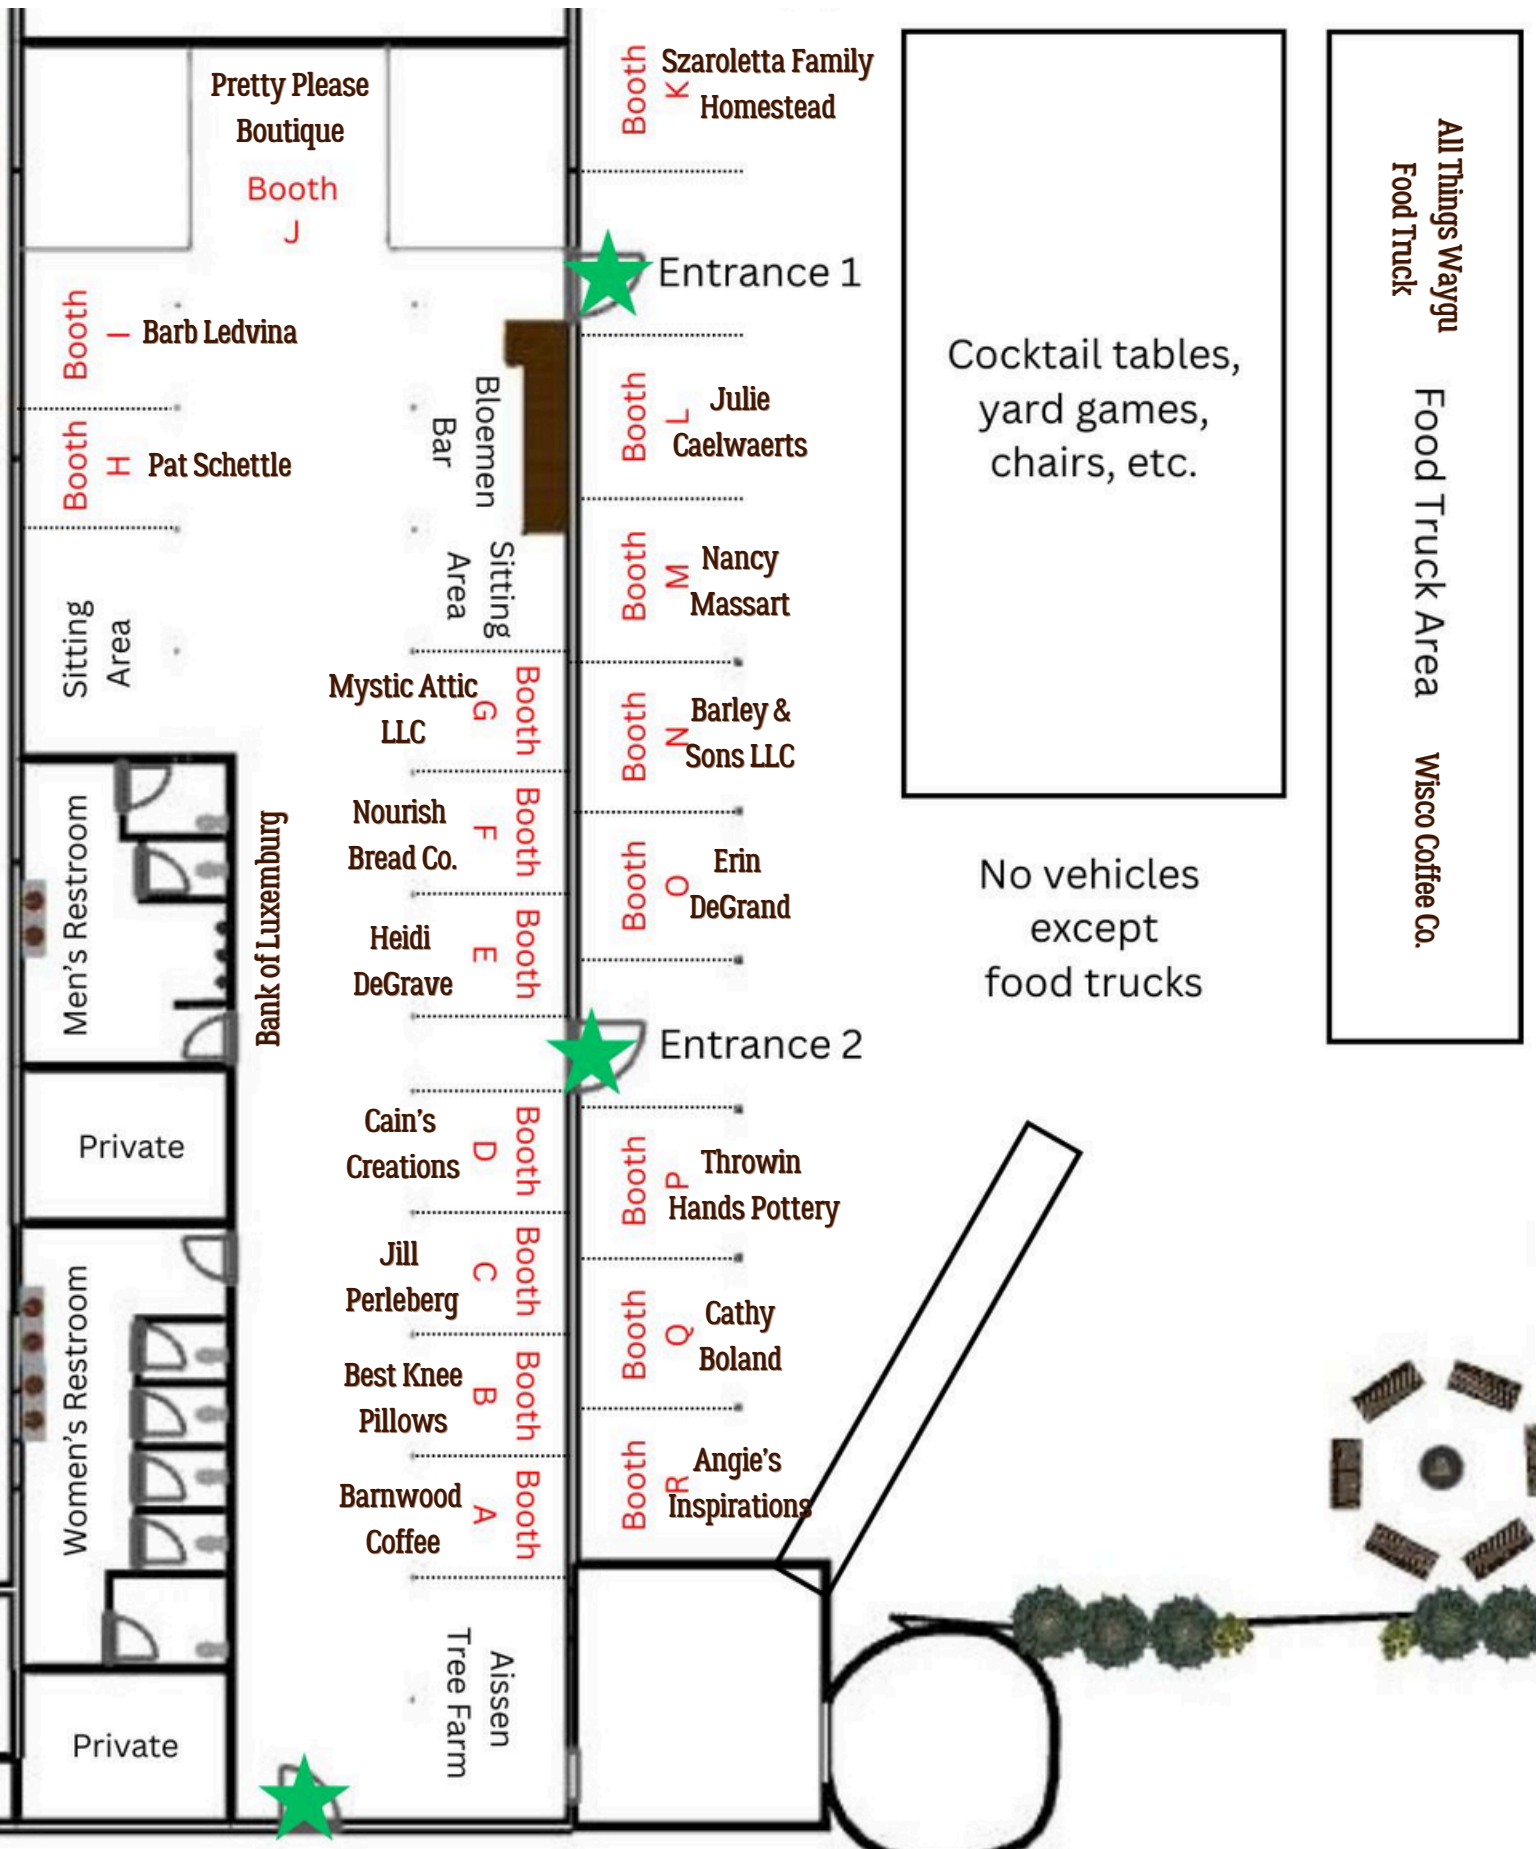 Pretty Please
Boutique
Booth
J
Booth
I
Barb Ledvina
Booth
H
Pat Schettle
Bloemen
Bar
Sitting
Area
Sitting
Area
Mystic Attic
LLC
G
Booth
Nourish
Bread Co.
F
Booth
Heidi
DeGrave
E
Booth
Men's Restroom
Bank of Luxemburg
Private
Cain's
Creations
D
Booth
Jill
Perleberg
C
Booth
Best Knee
Pillows
B
Booth
Barnwood
Coffee
A
Booth
Women's Restroom
Private
Aissen
Tree Farm
Booth
K
Szaroletta Family
Homestead
Entrance 1
Booth
L
Julie
Caelwaerts
Booth
M
Nancy
Massart
Booth
N
Barley &
Sons LLC
Booth
O
Erin
DeGrand
Entrance 2
Booth
P
Throwin
Hands Pottery
Booth
Q
Cathy
Boland
Booth
R
Angie's
Inspirations
Cocktail tables,
yard games,
chairs, etc.
No vehicles
except
food trucks
All Things Waygu
Food Truck
Food Truck Area
Wisco Coffee Co.